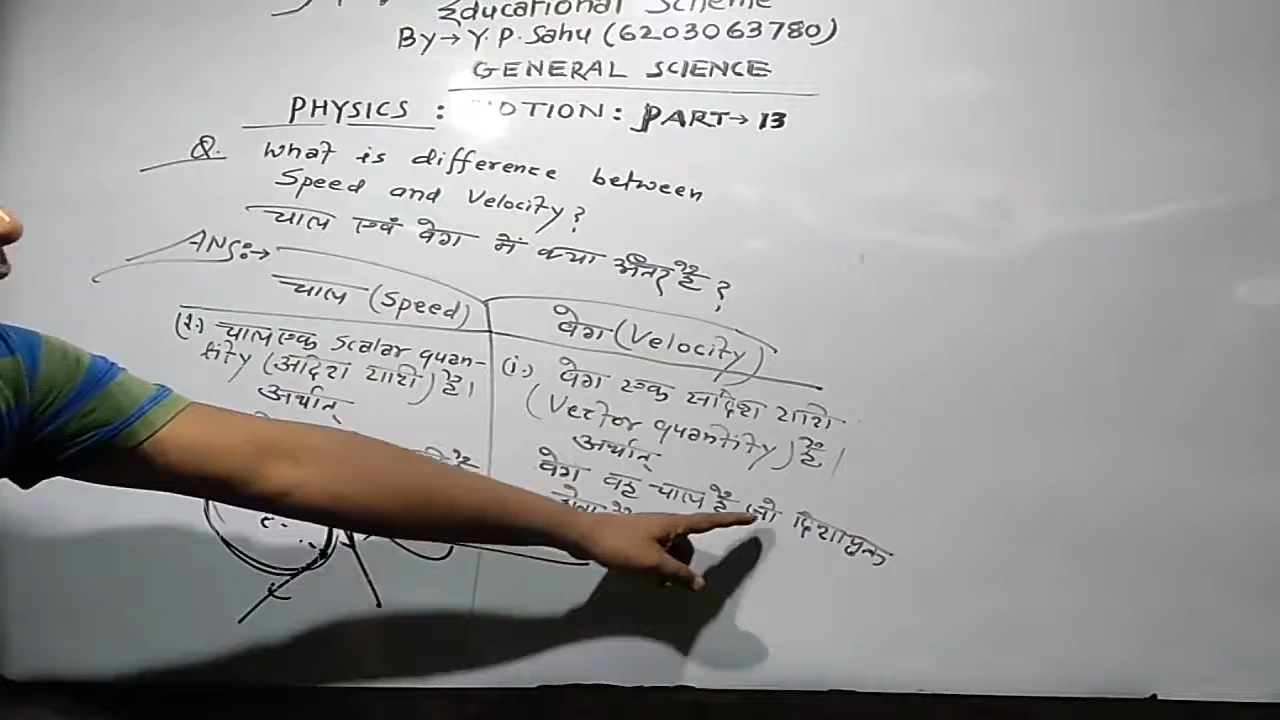 Educational Scheme
By→Y.P.Sahu (6203063780)
GENERAL SCIENCE
PHYSICS : OTION: PART→13
Q. What is difference between
Speed and Velocity?
चाल एवं वेग में क्या अंतर है?
ANS:→
चाल (Speed)
(1.) चाल एक Scalar quan-
tity (अदिश राशि) है।
अर्थात्
है
वेग (Velocity)
(i.) वेग एक सदिश राशि
(Vector quantity) है।
अर्थात्
वेग वह चाल है जो दिशायुक्त
होता है